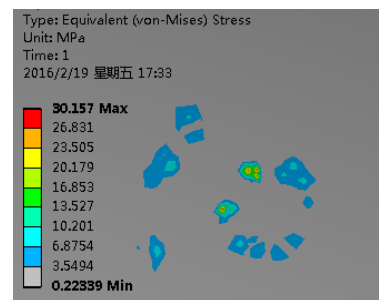 Type: Equivalent (von-Mises) Stress
Unit: MPa
Time: 1
2016/2/19 星期五 17:33
30.157 Max
26.831
23.505
20.179
16.853
13.527
10.201
6.8754
3.5494
0.22339 Min